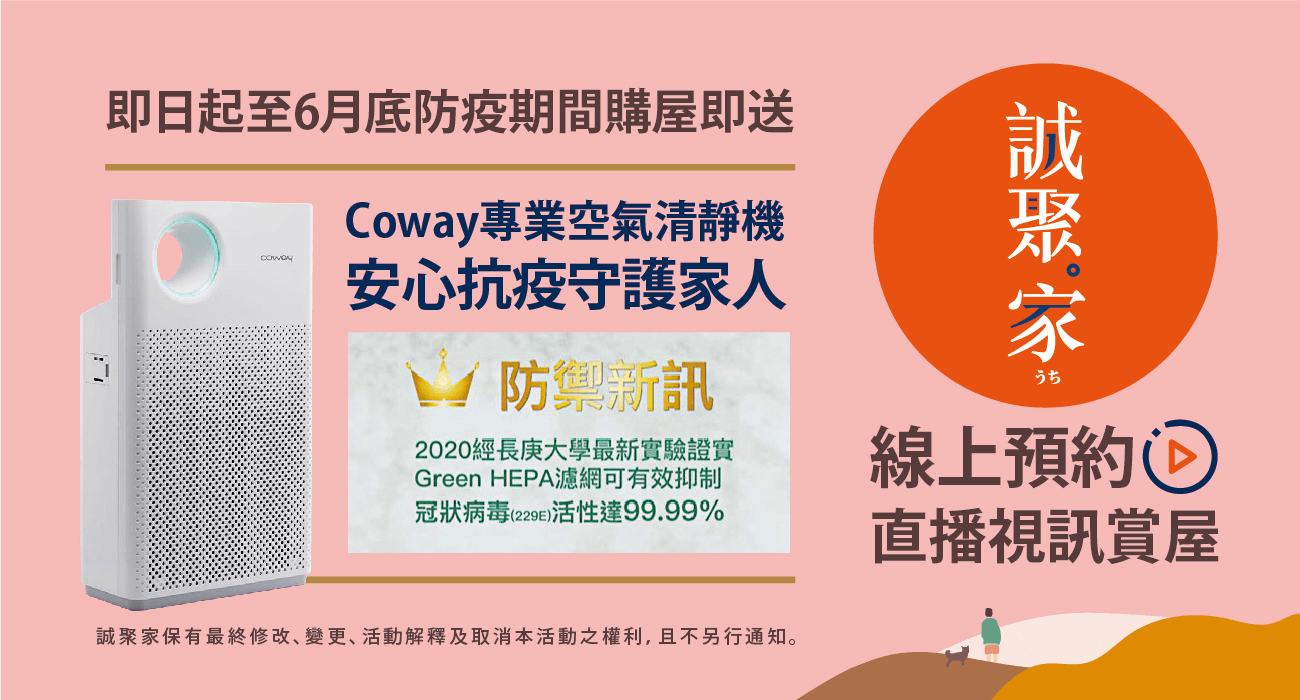 即日起至6月底防疫期間購屋即送
coway
Coway專業空氣清靜機
安心抗疫守護家人
防禦新訊
2020經長庚大學最新實驗證實
Green HEPA濾網可有效抑制
冠狀病毒(229E)活性達99.99%
誠聚家保有最終修改、變更、活動解釋及取消本活動之權利, 且不另行通知。
誠聚。家
うち
線上預約
直播視訊賞屋